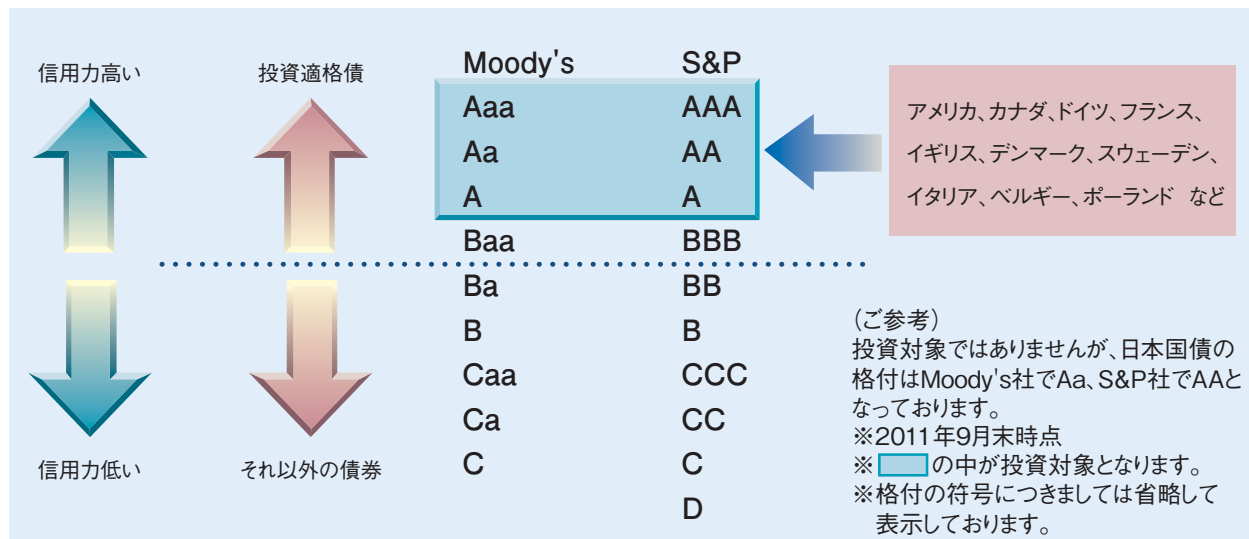 信用力高い
投資適格債
Moody's
S&P
Aaa
AAA
Aa
AA
A
A
Baa
BBB
Ba
BB
B
B
Caa
CCC
Ca
CC
C
C
D
信用力低い
それ以外の債券
アメリカ、カナダ、ドイツ、フランス、
イギリス、デンマーク、スウェーデン、
イタリア、ベルギー、ポーランド など
(ご参考)
投資対象ではありませんが、日本国債の
格付はMoody's社でAa、S&P社でAAと
なっております。
※2011年9月末時点
※ の中が投資対象となります。
※格付の符号につきましては省略して
表示しております。